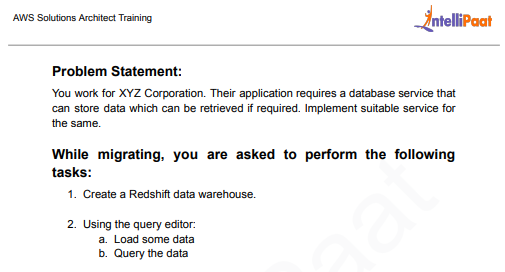 AWS Solutions Architect Training
IntelliPaat
Problem Statement:
You work for XYZ Corporation. Their application requires a database service that
can store data which can be retrieved if required. Implement suitable service for
the same.
While migrating, you are asked to perform the following
tasks:
1. Create a Redshift data warehouse.
2. Using the query editor:
a. Load some data
b. Query the data